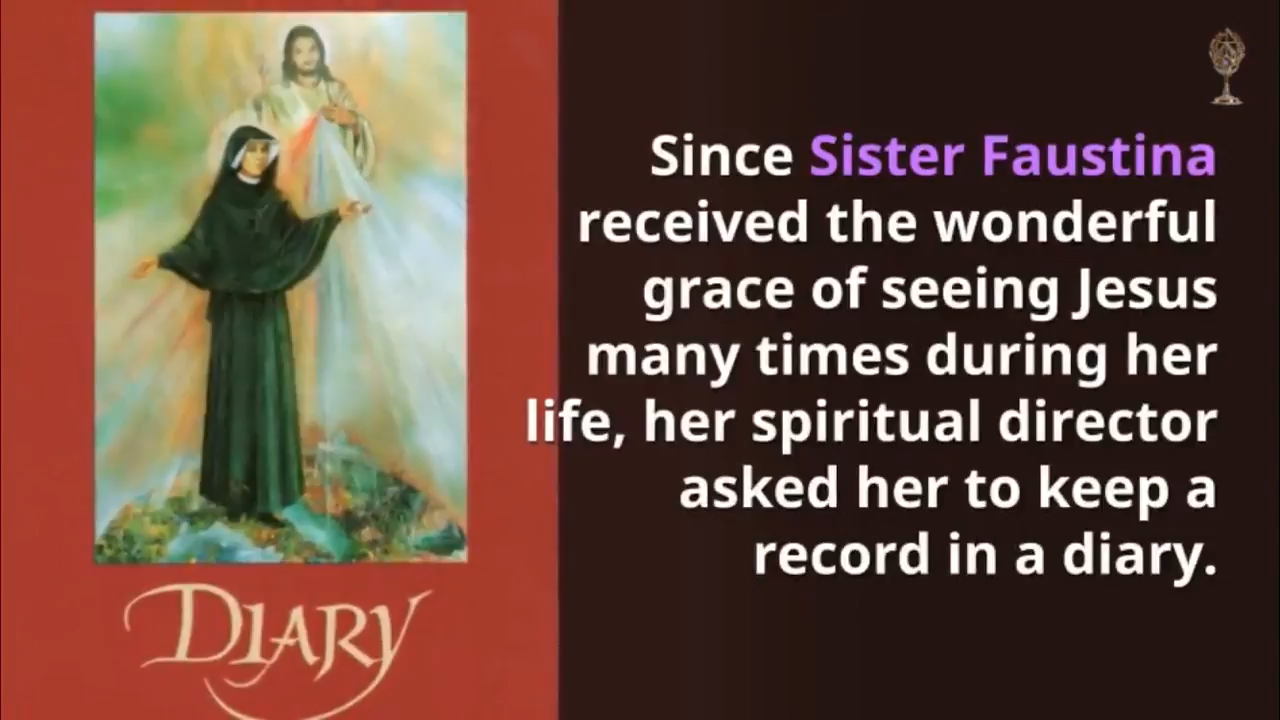 DIARY
Since Sister Faustina
received the wonderful
grace of seeing Jesus
many times during her
life, her spiritual director
asked her to keep a
record in a diary.